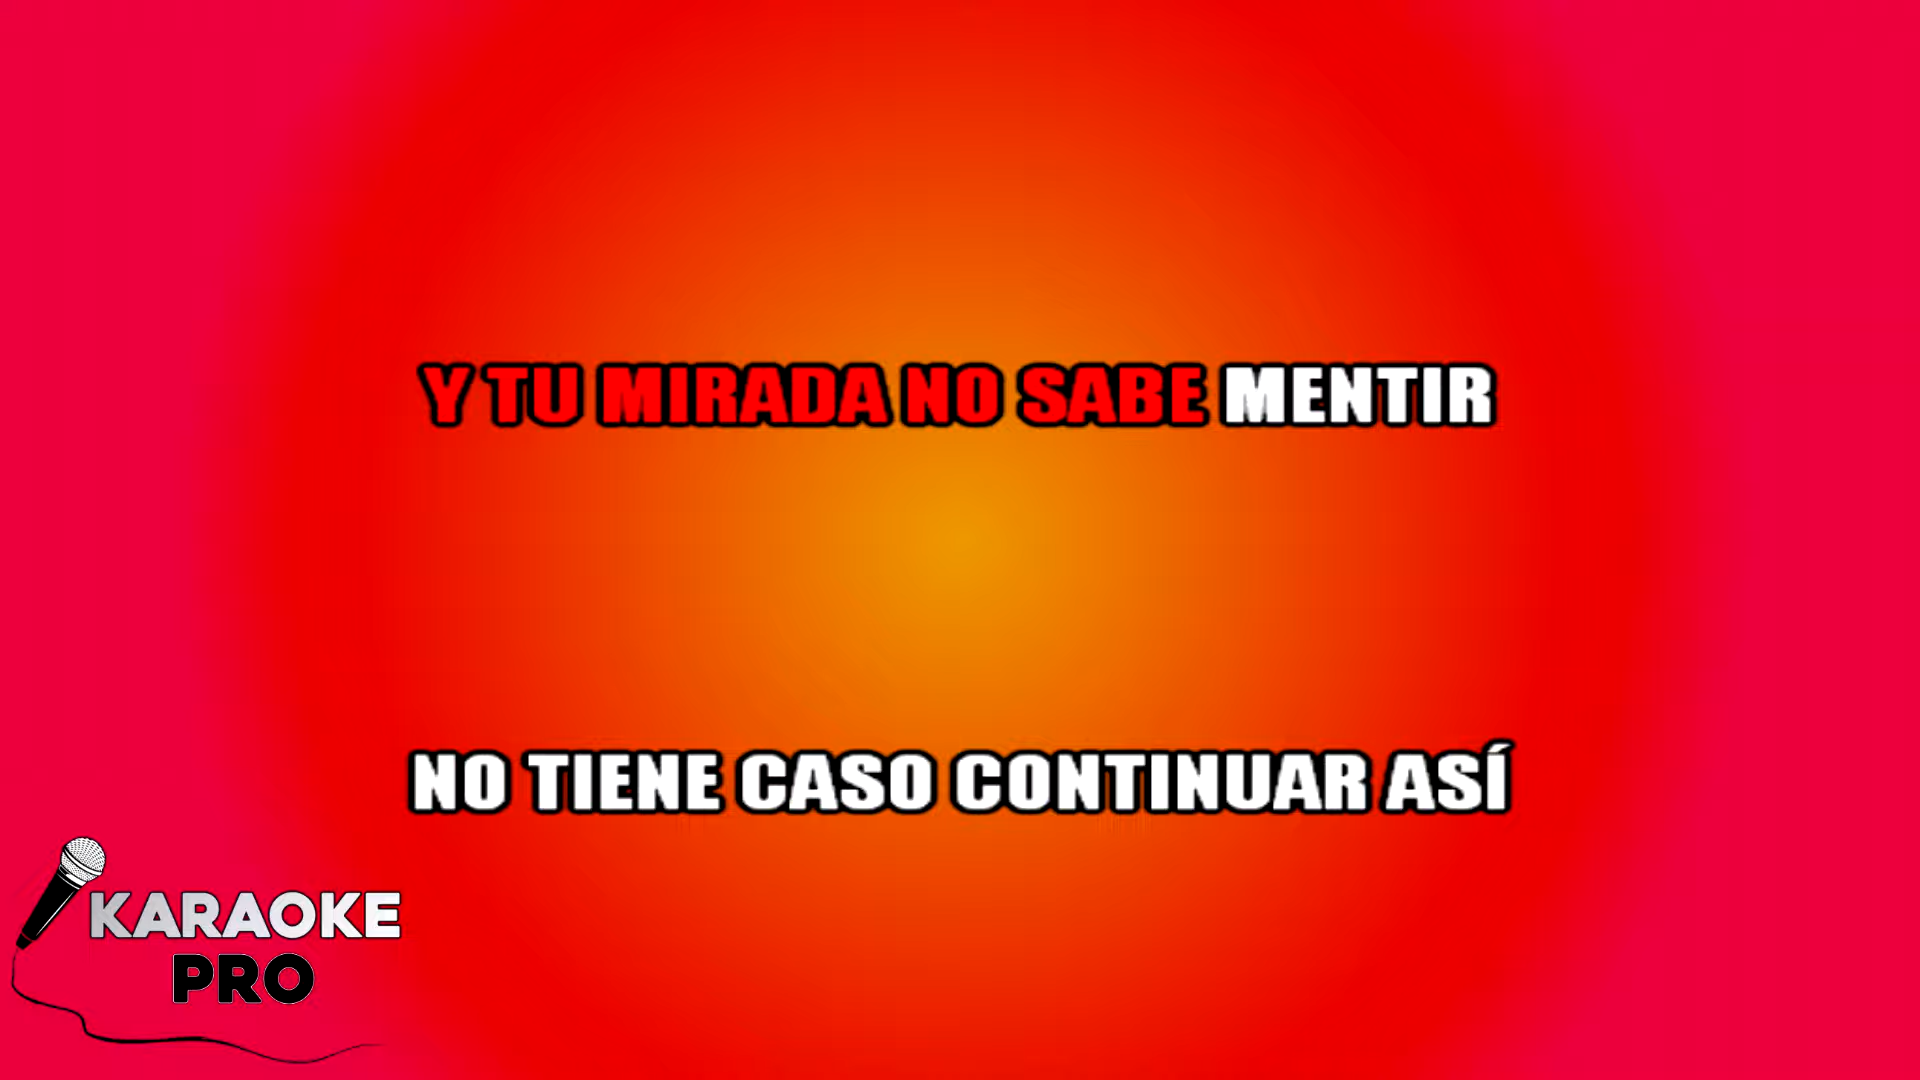 Y TU MIRADA NO SABE MENTIR
NO TIENE CASO CONTINUAR ASÍ
KARAOKE
PRO